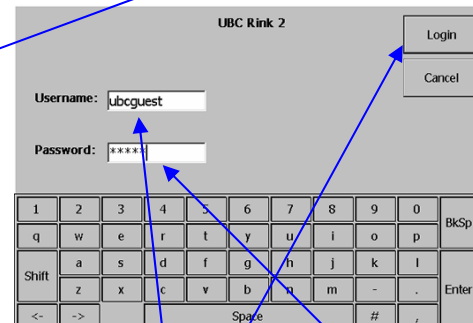 UBC Rink 2
Login
Cancel
Username: ubcguest
Password: *****
1 2 3 4 5 6 7 8 9 0 BkSp
q w e r t y u i o p
Shift a s d f g h j k l Enter
z x c v b n m - .
<- -> Space # ,